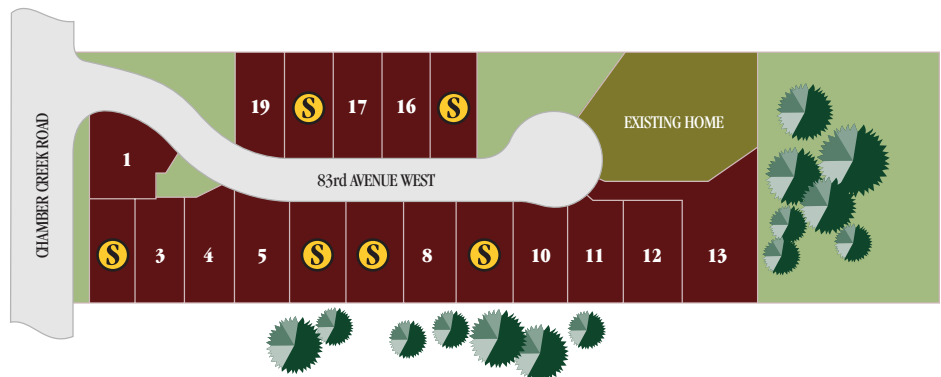 CHAMBER CREEK ROAD
19 S 17 16 S
EXISTING HOME
1
83rd AVENUE WEST
S 3 4 5 S S 8 S 10 11 12 13